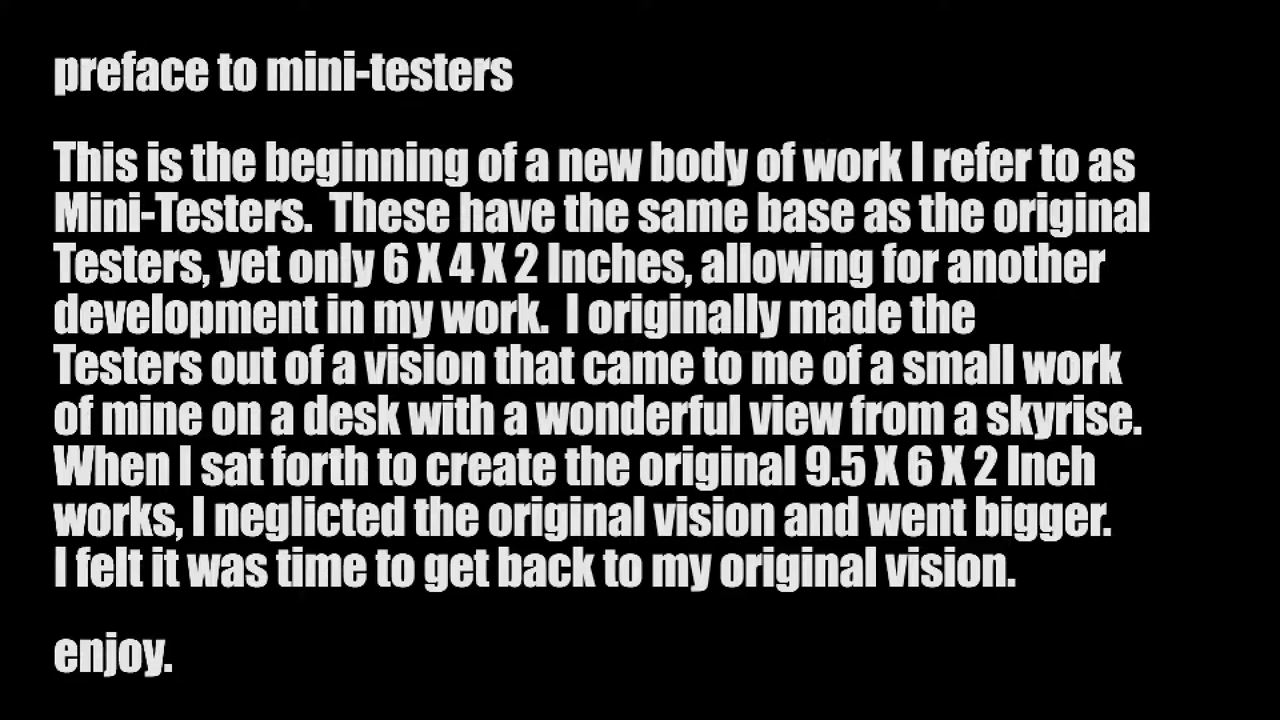 preface to mini-testers
This is the beginning of a new body of work I refer to as
Mini-Testers.  These have the same base as the original
Testers, yet only 6 X 4 X 2 Inches, allowing for another
development in my work.  I originally made the
Testers out of a vision that came to me of a small work
of mine on a desk with a wonderful view from a skyrise.
When I sat forth to create the original 9.5 X 6 X 2 Inch
works, I neglicted the original vision and went bigger.
I felt it was time to get back to my original vision.
enjoy.